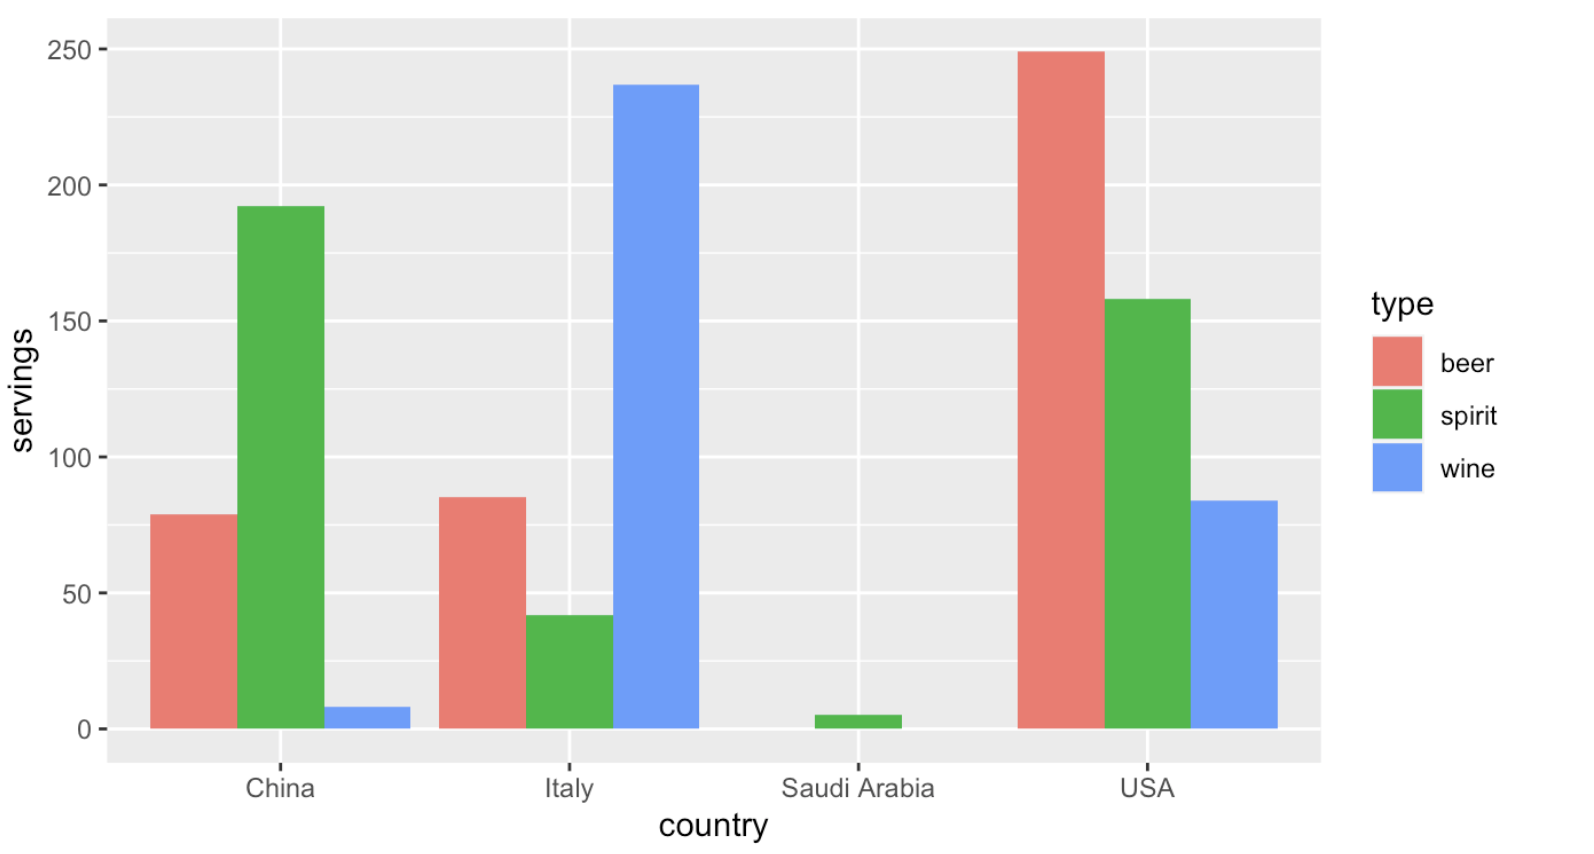 250
200
150
100
50
0
servings
China Italy Saudi Arabia USA
country
type
beer
spirit
wine